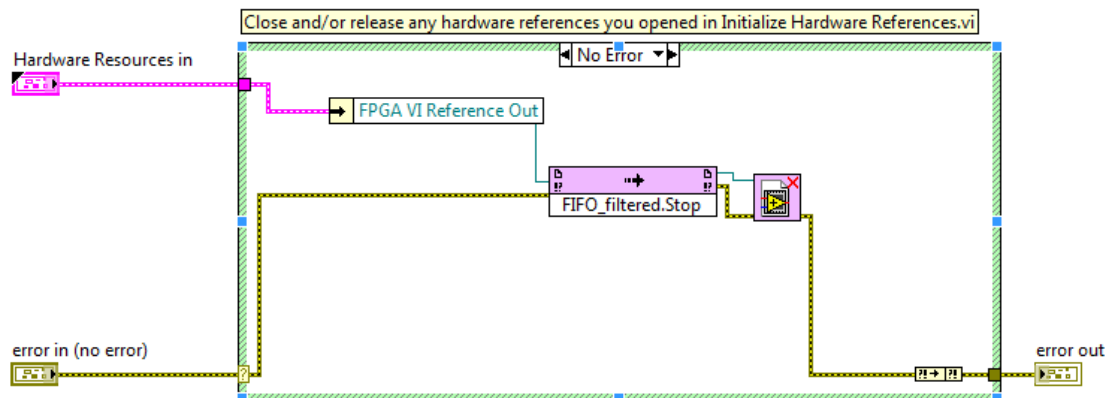 Close and/or release any hardware references you opened in Initialize Hardware References.vi
Hardware Resources in
No Error
FPGA VI Reference Out
FIFO_filtered.Stop
error in (no error)
error out